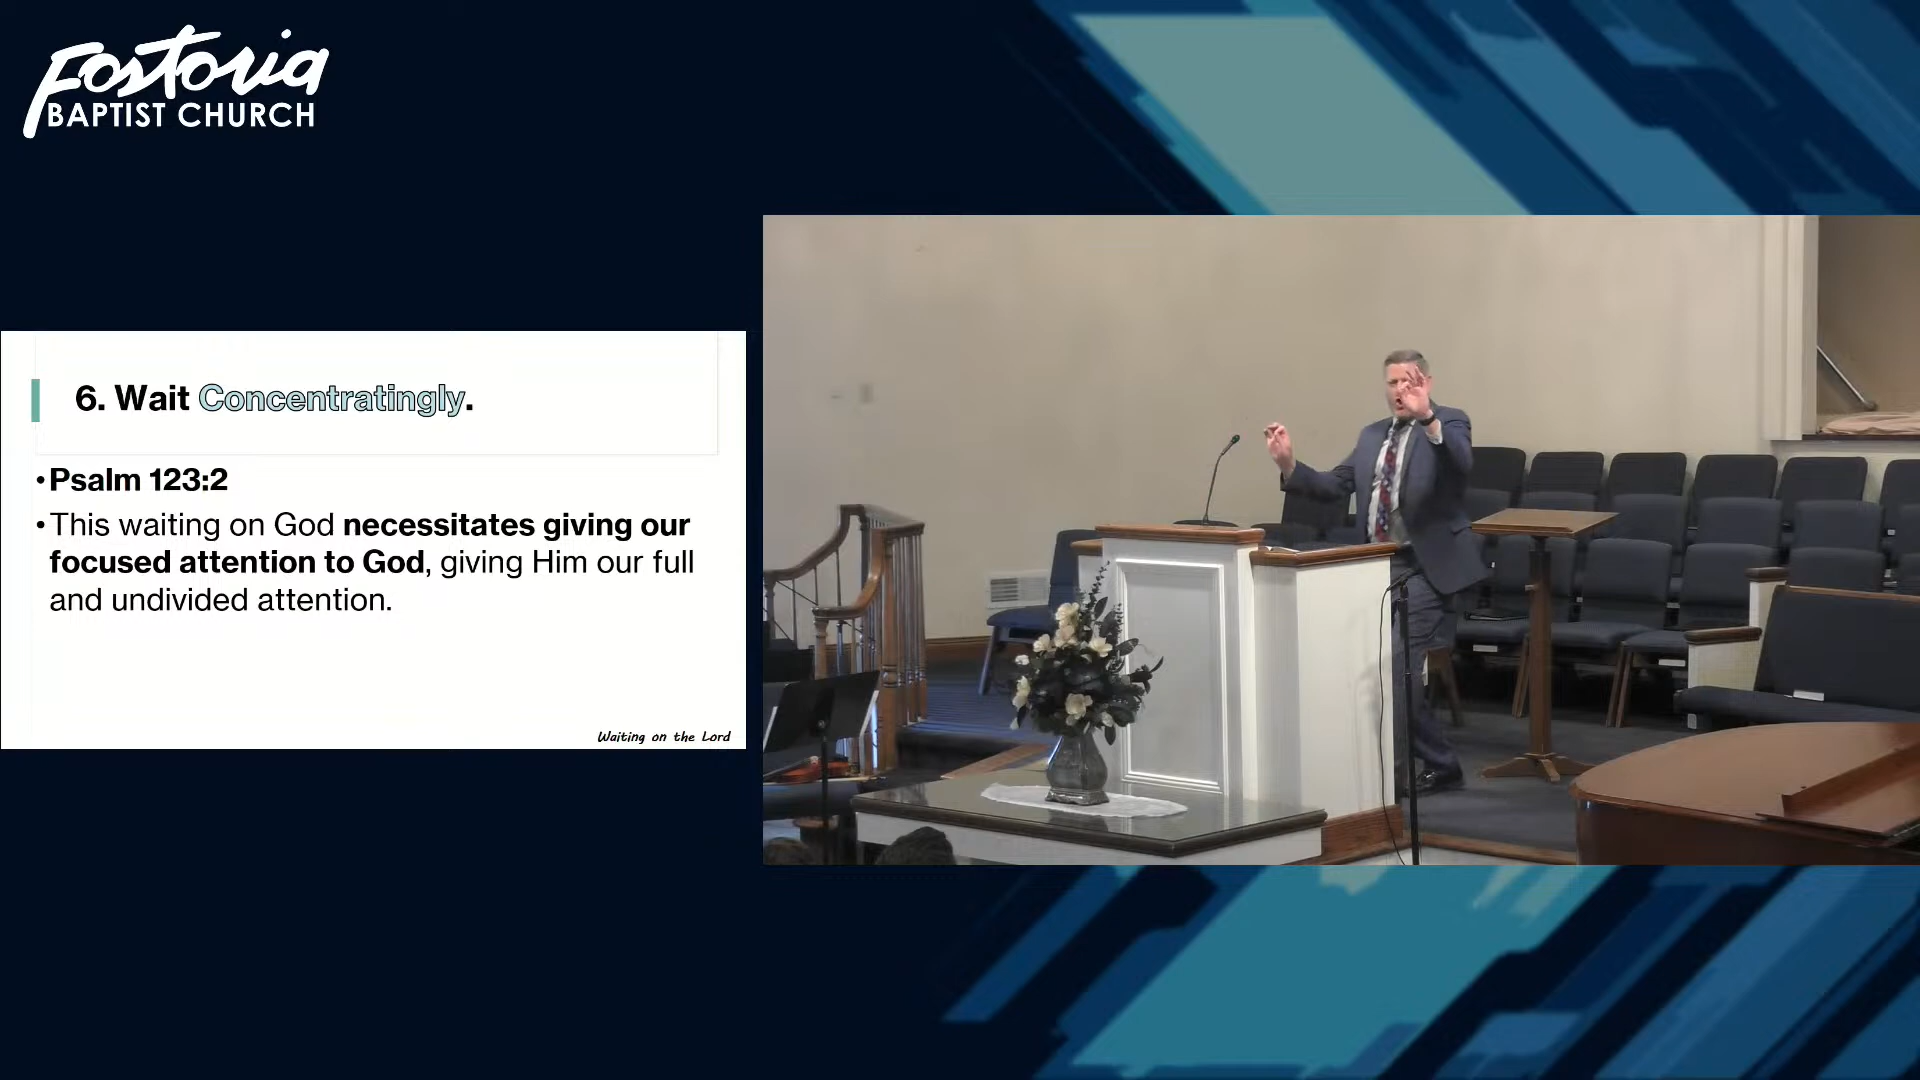 Fostoria
BAPTIST CHURCH
6. Wait Concentratingly.
•Psalm 123:2
•This waiting on God necessitates giving our
focused attention to God, giving Him our full
and undivided attention.
Waiting on the Lord